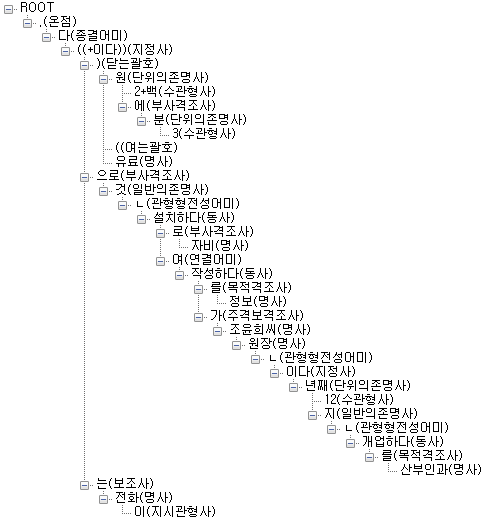 ROOT
.(온점)
다(종결어미)
((+이다))(지정사)
)(닫는괄호)
원(단위의존명사)
2+백(수관형사)
에(부사격조사)
분(단위의존명사)
3(수관형사)
((여는괄호)
유료(명사)
으로(부사격조사)
것(일반의존명사)
ㄴ(관형형전성어미)
설치하다(동사)
로(부사격조사)
자비(명사)
여(연결어미)
작성하다(동사)
를(목적격조사)
정보(명사)
가(주격보격조사)
조윤희씨(명사)
원장(명사)
ㄴ(관형형전성어미)
이다(지정사)
년째(단위의존명사)
12(수관형사)
지(일반의존명사)
ㄴ(관형형전성어미)
개업하다(동사)
를(목적격조사)
산부인과(명사)
는(보조사)
전화(명사)
이(지시관형사)